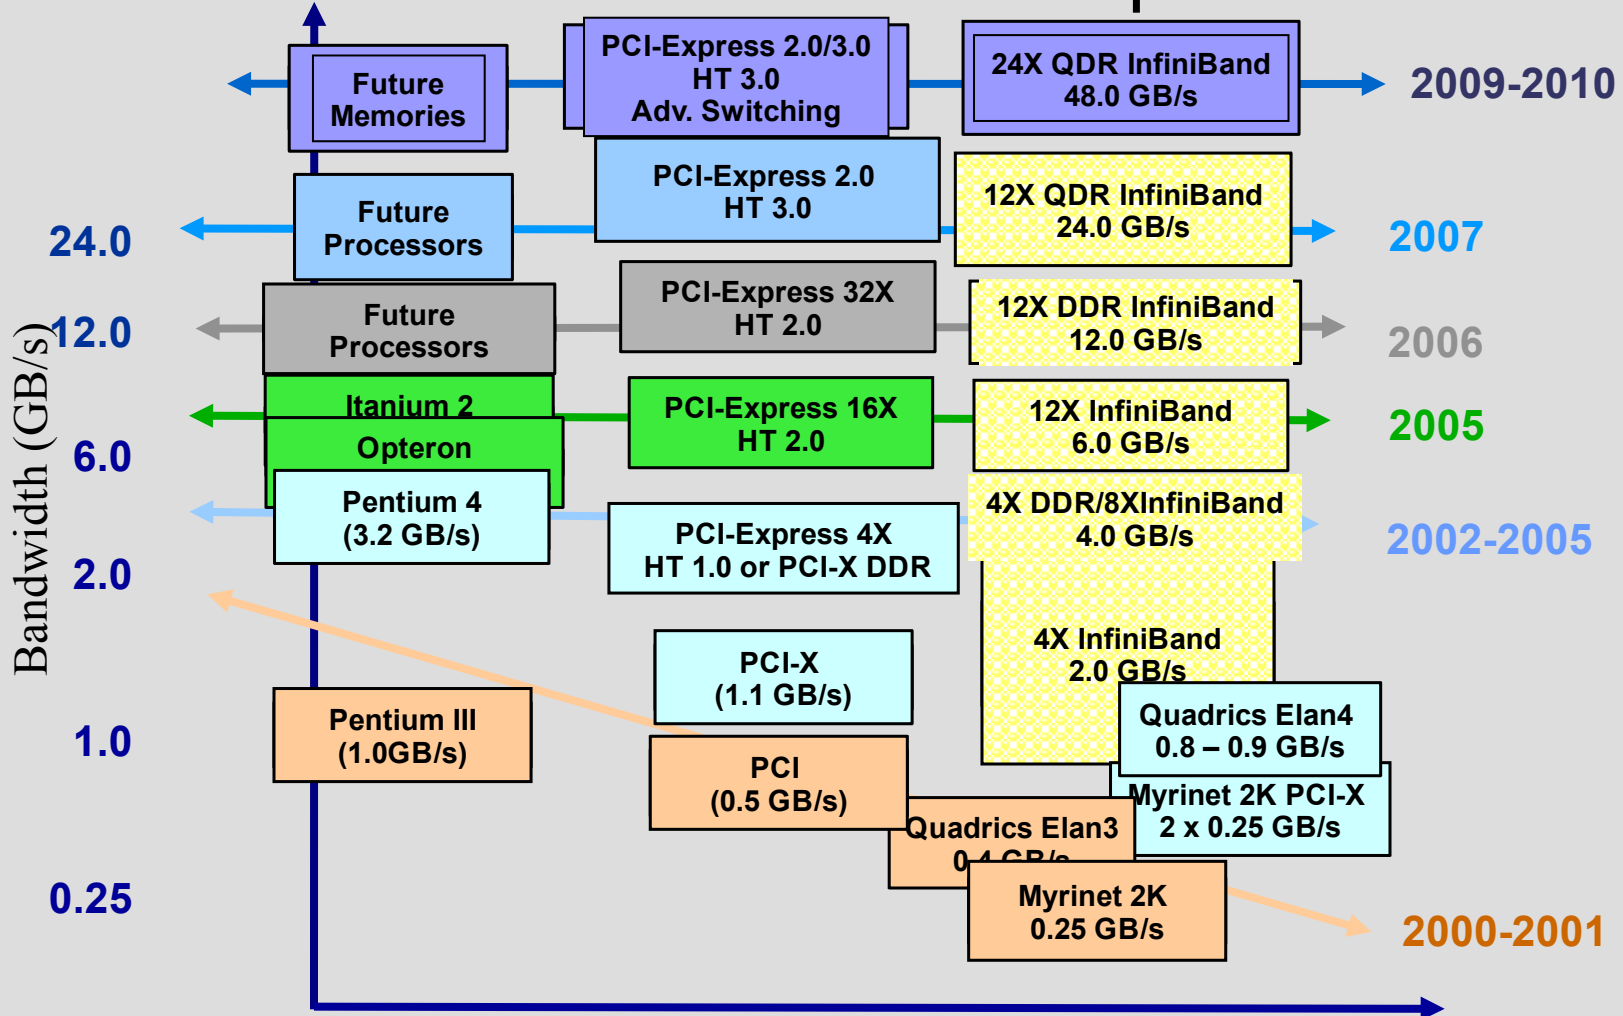 Future
Memories
PCI-Express 2.0/3.0
HT 3.0
Adv. Switching
24X QDR InfiniBand
48.0 GB/s
2009-2010
24.0
Future
Processors
PCI-Express 2.0
HT 3.0
12X QDR InfiniBand
24.0 GB/s
2007
12.0
Future
Processors
PCI-Express 32X
HT 2.0
12X DDR InfiniBand
12.0 GB/s
2006
Bandwidth (GB/s)
6.0
Itanium 2
Opteron
PCI-Express 16X
HT 2.0
12X InfiniBand
6.0 GB/s
2005
2.0
Pentium 4
(3.2 GB/s)
PCI-Express 4X
HT 1.0 or PCI-X DDR
4X DDR/8XInfiniBand
4.0 GB/s
2002-2005
PCI-X
(1.1 GB/s)
4X InfiniBand
2.0 GB/s
1.0
Pentium III
(1.0GB/s)
PCI
(0.5 GB/s)
Quadrics Elan4
0.8 – 0.9 GB/s
Myrinet 2K PCI-X
2 x 0.25 GB/s
Quadrics Elan3
0.4 GB/s
0.25
Myrinet 2K
0.25 GB/s
2000-2001